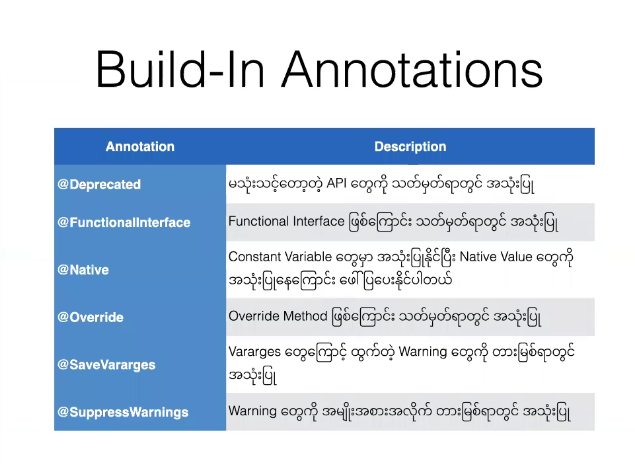 Build-In Annotations
Annotation Description
@Deprecated မသုံးသင့်တော့တဲ့ API တွေကို သတ်မှတ်ရာတွင် အသုံးပြု
@FunctionalInterface Functional Interface ဖြစ်ကြောင်း သတ်မှတ်ရာတွင် အသုံးပြု
@Native Constant Variable တွေမှာ အသုံးပြုနိုင်ပြီး Native Value တွေကို
အသုံးပြုနေကြောင်း ဖေါ်ပြပေးနိုင်ပါတယ်
@Override Override Method ဖြစ်ကြောင်း သတ်မှတ်ရာတွင် အသုံးပြု
@SaveVararges Vararges တွေကြောင့် ထွက်တဲ့ Warning တွေကို တားမြစ်ရာတွင်
အသုံးပြု
@SuppressWarnings Warning တွေကို အမျိုးအစားအလိုက် တားမြစ်ရာတွင် အသုံးပြု